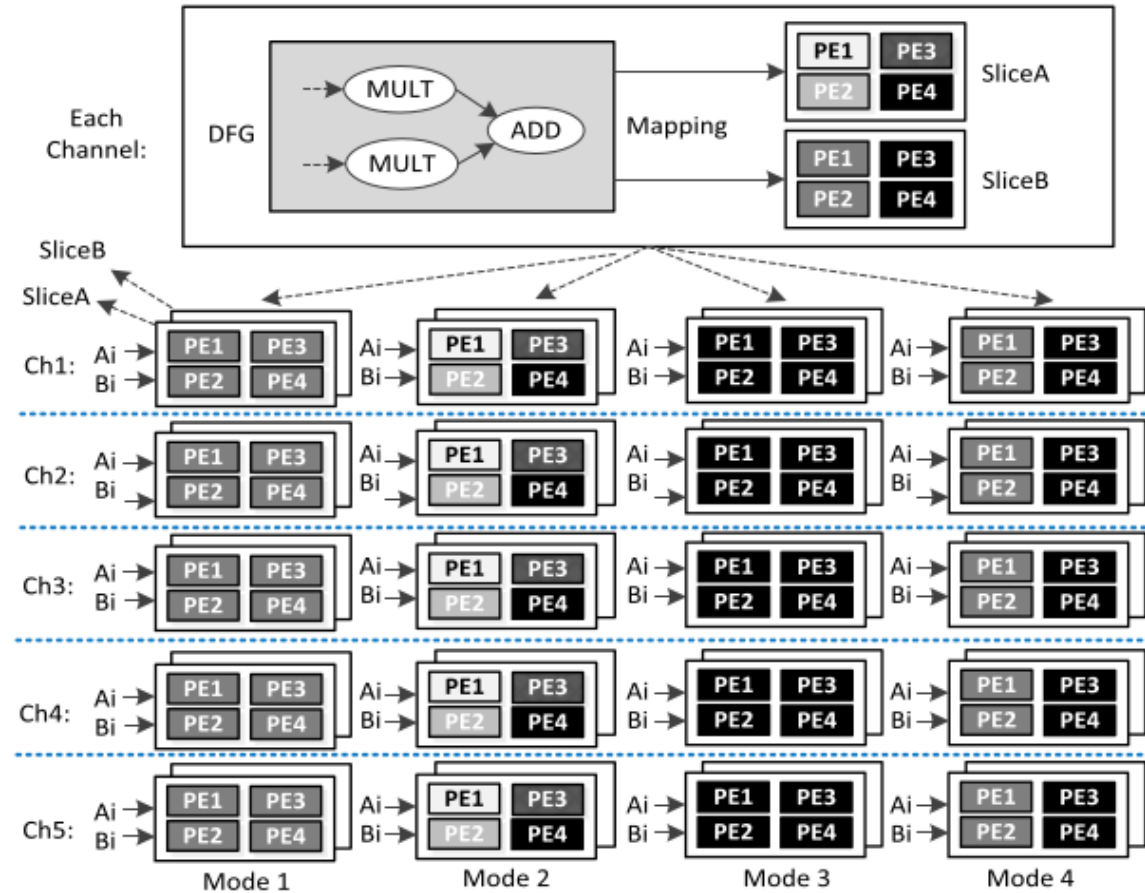 Each Channel:
DFG
MULT
MULT
ADD
Mapping
PE1 PE3
PE2 PE4
SliceA
PE1 PE3
PE2 PE4
SliceB
SliceB
SliceA
Ch1: Ai Bi PE1 PE3 PE2 PE4 Ai Bi PE1 PE3 PE2 PE4 Ai Bi PE1 PE3 PE2 PE4 Ai Bi PE1 PE3 PE2 PE4
Ch2: Ai Bi PE1 PE3 PE2 PE4 Ai Bi PE1 PE3 PE2 PE4 Ai Bi PE1 PE3 PE2 PE4 Ai Bi PE1 PE3 PE2 PE4
Ch3: Ai Bi PE1 PE3 PE2 PE4 Ai Bi PE1 PE3 PE2 PE4 Ai Bi PE1 PE3 PE2 PE4 Ai Bi PE1 PE3 PE2 PE4
Ch4: Ai Bi PE1 PE3 PE2 PE4 Ai Bi PE1 PE3 PE2 PE4 Ai Bi PE1 PE3 PE2 PE4 Ai Bi PE1 PE3 PE2 PE4
Ch5: Ai Bi PE1 PE3 PE2 PE4 Ai Bi PE1 PE3 PE2 PE4 Ai Bi PE1 PE3 PE2 PE4 Ai Bi PE1 PE3 PE2 PE4
Mode 1 Mode 2 Mode 3 Mode 4